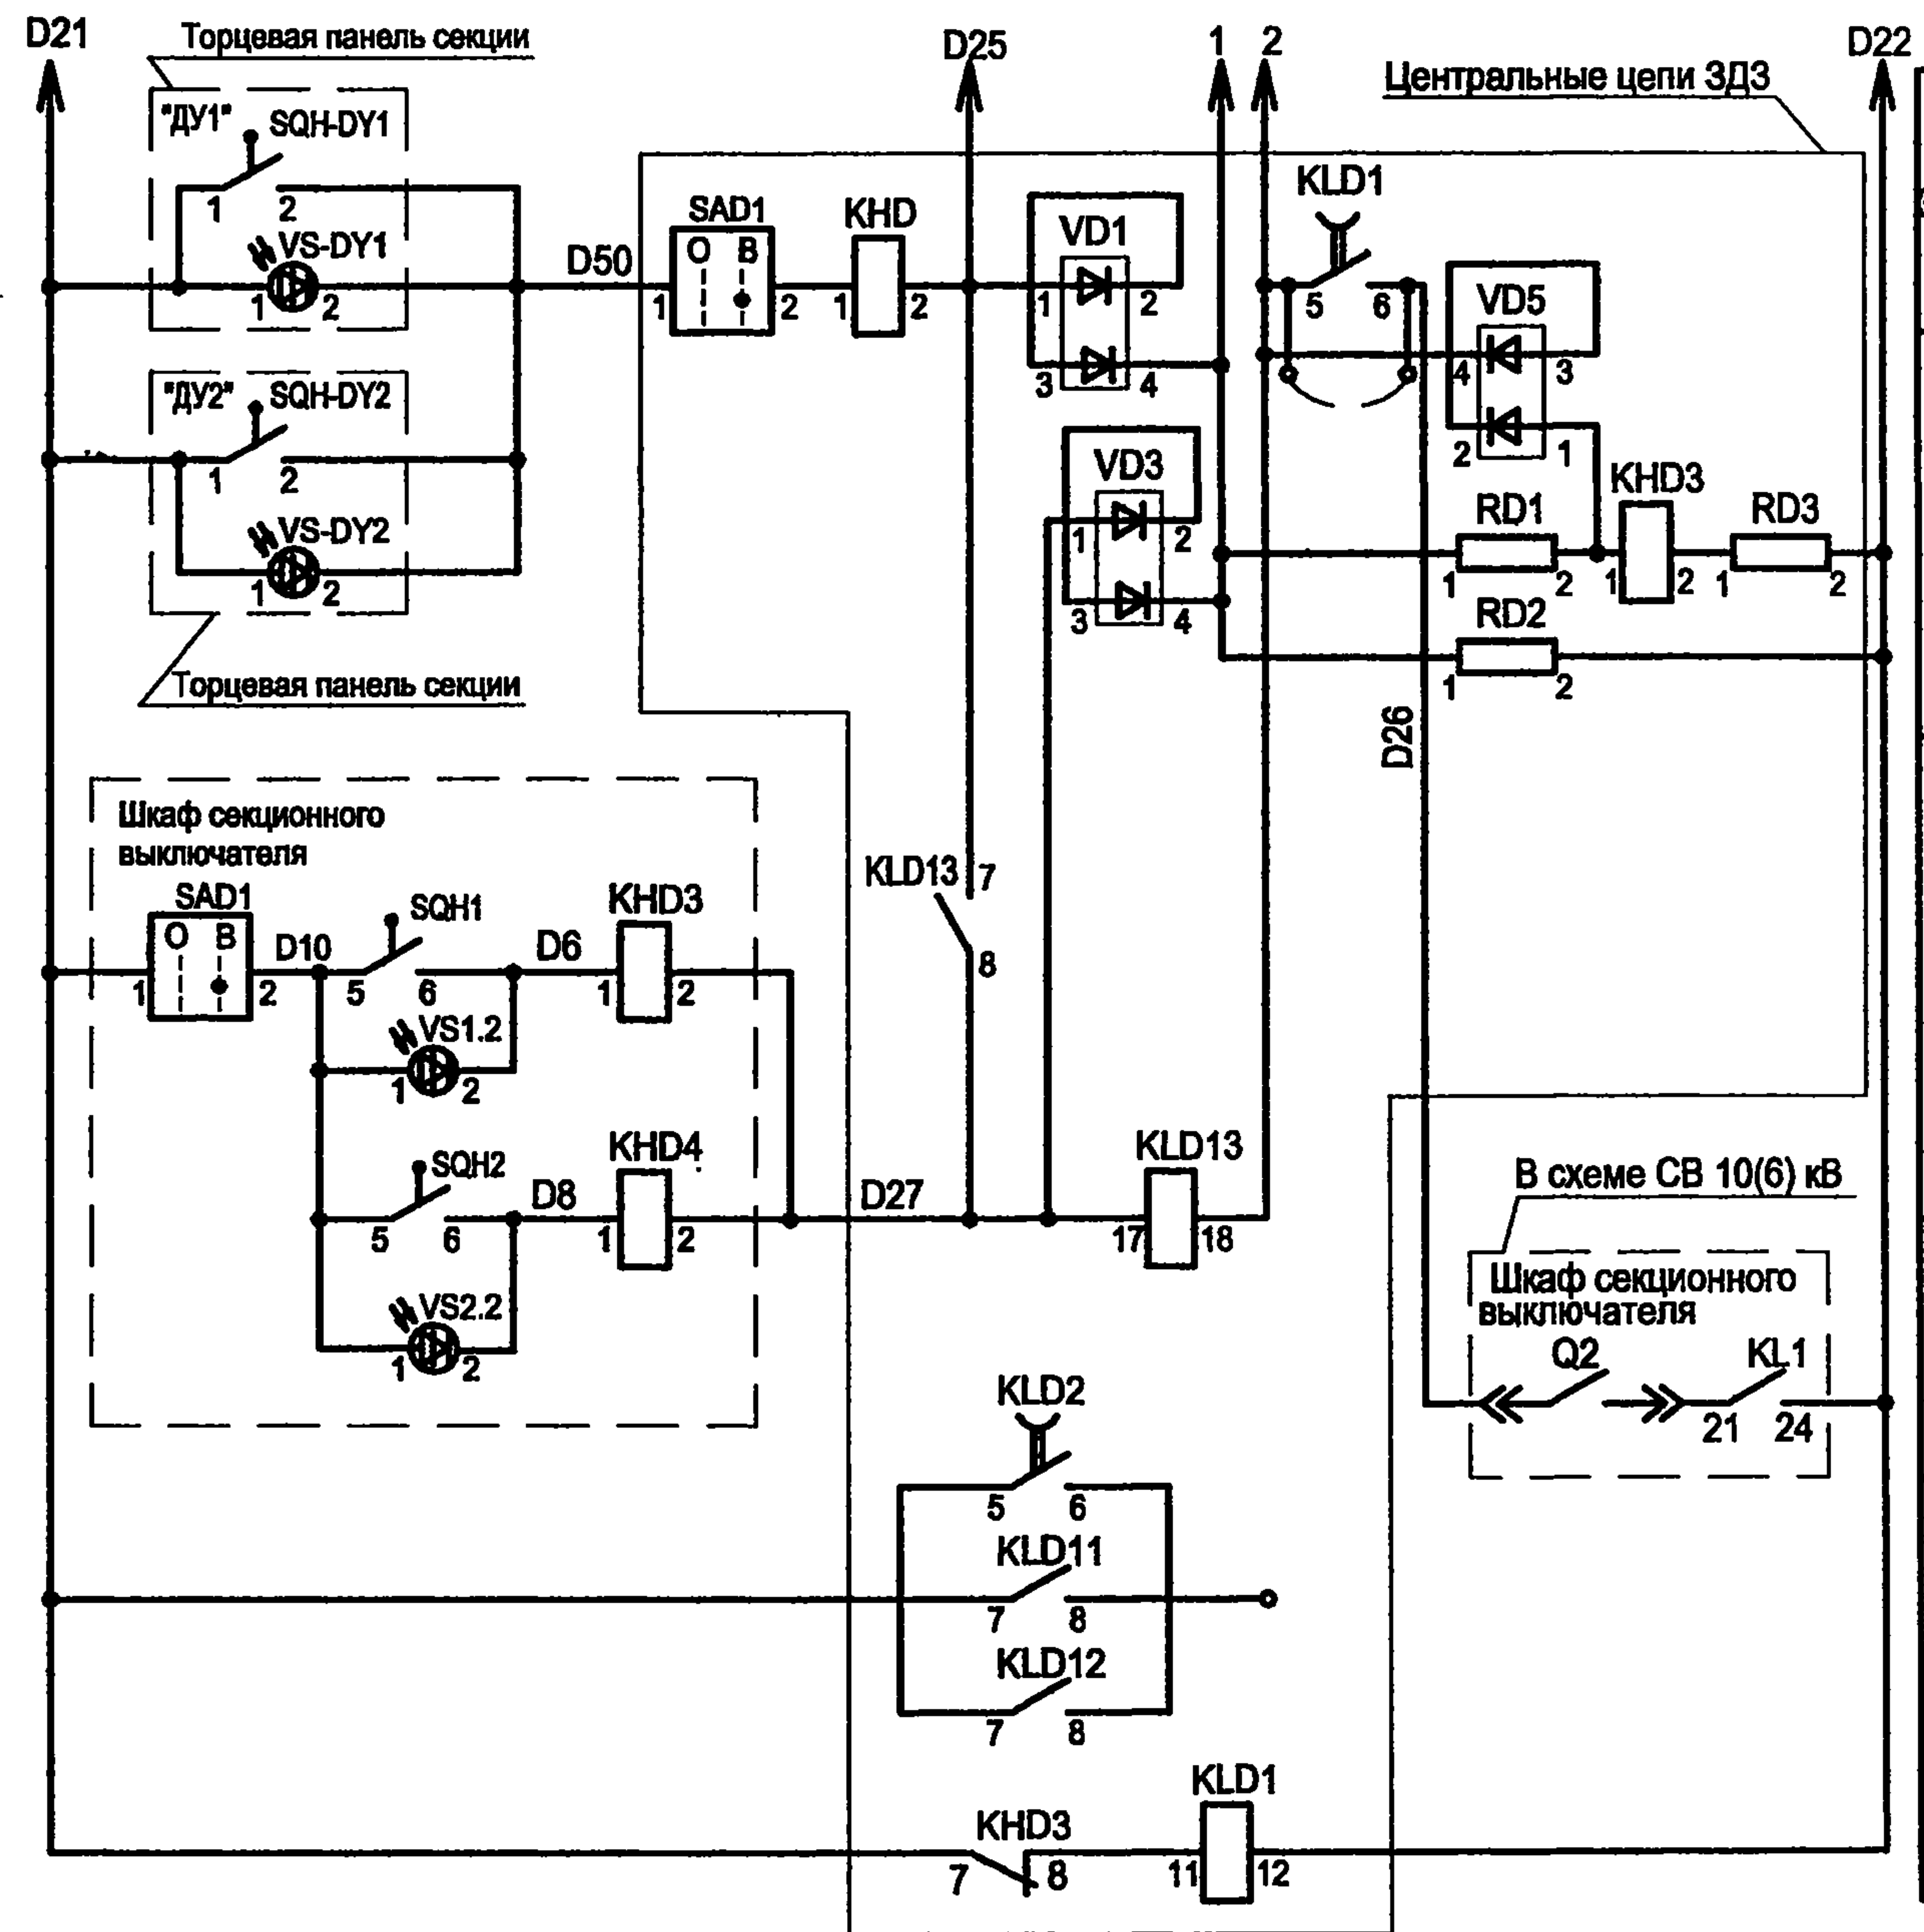 D21
Торцевая панель секции
D25
1
2
D22
Центральные цепи ЗДЗ
"ДУ1"
SQH-DY1
1
2
VS-DY1
1
2
D50
SAD1
О В
1
2
KHD
1
2
VD1
1
2
3
4
KLD1
5
6
VD5
4
3
2
1
"ДУ2"
SQH-DY2
1
2
VS-DY2
1
2
Торцевая панель секции
VD3
1
2
3
4
RD1
1
2
KHD3
1
2
RD3
1
2
RD2
1
2
D26
Шкаф секционного
выключателя
SAD1
О В
1
2
D10
SQH1
5
6
D6
KHD3
1
2
VS1.2
1
2
KLD13
7
8
SQH2
5
6
D8
KHD4
1
2
VS2.2
1
2
D27
KLD13
17
18
В схеме СВ 10(6) кВ
Шкаф секционного
выключателя
Q2
KL1
21
24
KLD2
5
6
KLD11
7
8
KLD12
7
8
KHD3
7
8
KLD1
11
12